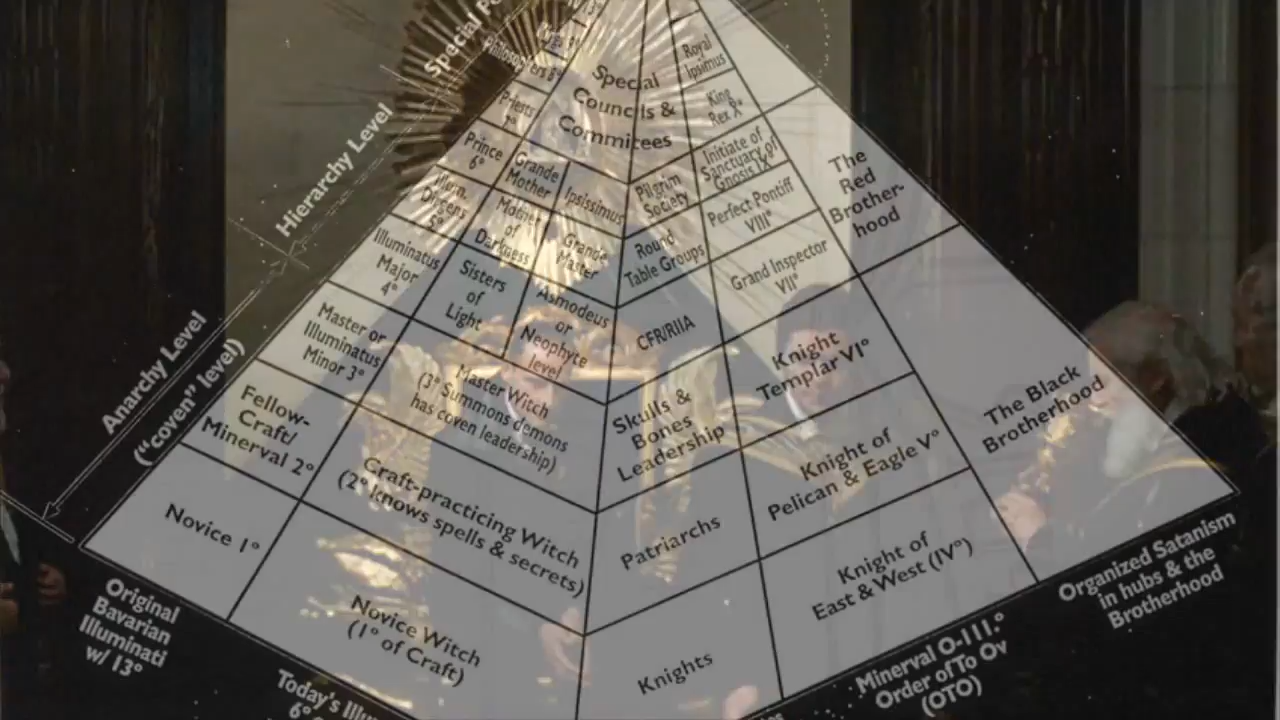 Special
Hierarchy Level
Anarchy Level
("coven" level)
Priests
7°
Prince
6°
Illuminatus
Major
4°
Master or
Illuminatus
Minor 3°
Fellow-
Craft/
Minerval 2°
Novice 1°
Original
Bavarian
Illuminati
w/ 13°
Special
Councils &
Commitees
Grande
Mother
Ipsissimus
Mother
of
Darkness
Grande
Master
Sisters
of
Light
Asmodeus
or
Neophyte
level
Master Witch
(3° Summons demons
has coven leadership)
Craft-practicing Witch
(2° knows spells & secrets)
Novice Witch
(1° of Craft)
Today's
6°
Pilgrim
Society
Round
Table Groups
CFR/RIIA
Skulls &
Bones
Leadership
Patriarchs
Knights
Royal
Ipsimus
King
Rex X°
Initiate of
Sanctuary of
Gnosis IX°
Perfect Pontiff
VIII°
Grand Inspector
VII°
Knight
Templar VI°
Knight of
Pelican & Eagle V°
Knight of
East & West (IV°)
Minerval O-111.°
Order of To Ov
(OTO)
The
Red
Brother-
hood
The Black
Brotherhood
Organized Satanism
in hubs & the
Brotherhood